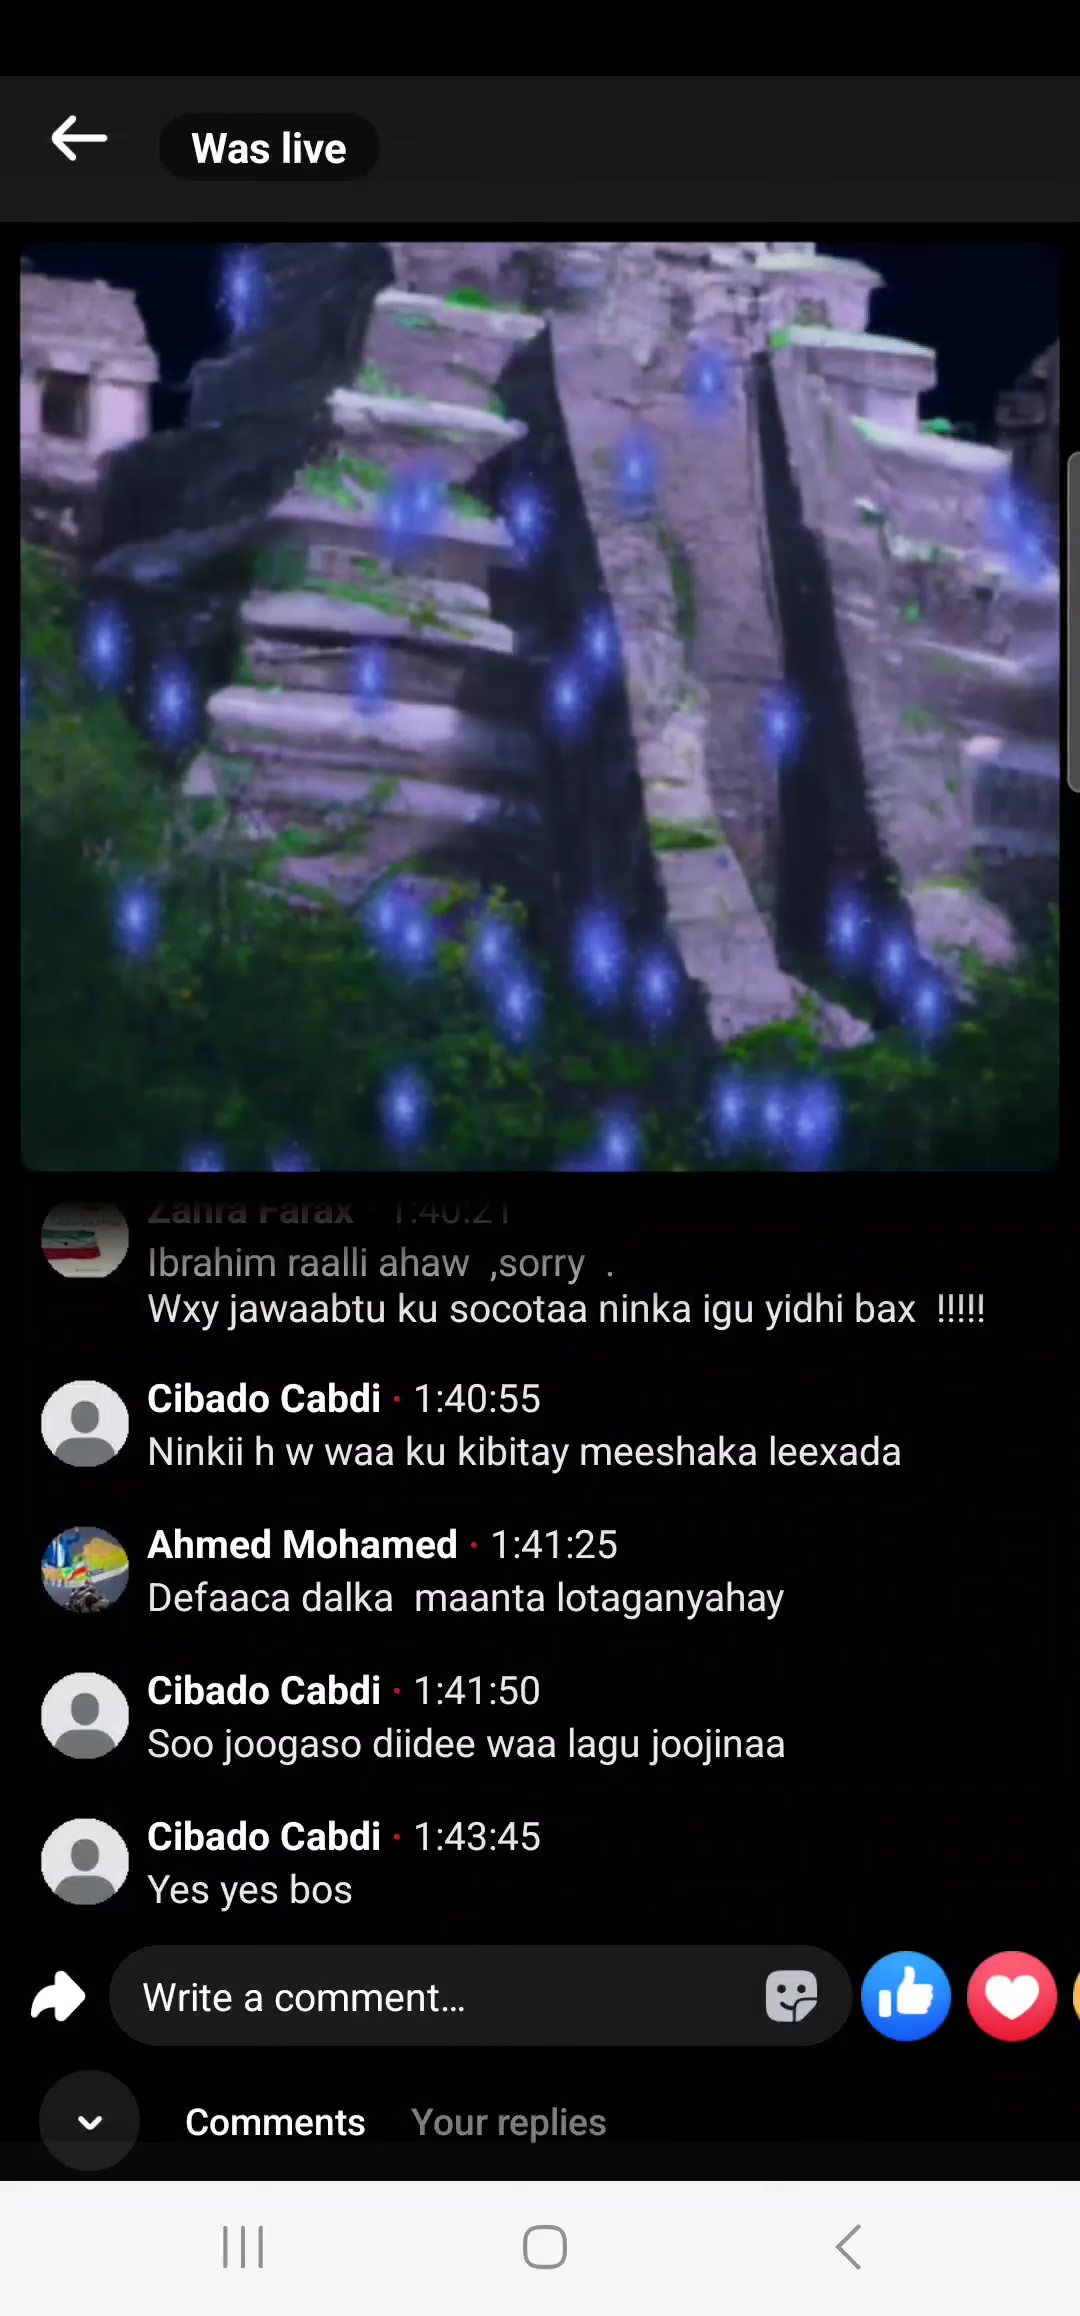 Was live
Zahra Farax · 1:40:21
Ibrahim raalli ahaw ,sorry .
Wxy jawaabtu ku socotaa ninka igu yidhi bax !!!!!
Cibado Cabdi · 1:40:55
Ninkii h w waa ku kibitay meeshaka leexada
Ahmed Mohamed · 1:41:25
Defaaca dalka maanta lotaganyahay
Cibado Cabdi · 1:41:50
Soo joogaso diidee waa lagu joojinaa
Cibado Cabdi · 1:43:45
Yes yes bos
Write a comment...
Comments Your replies